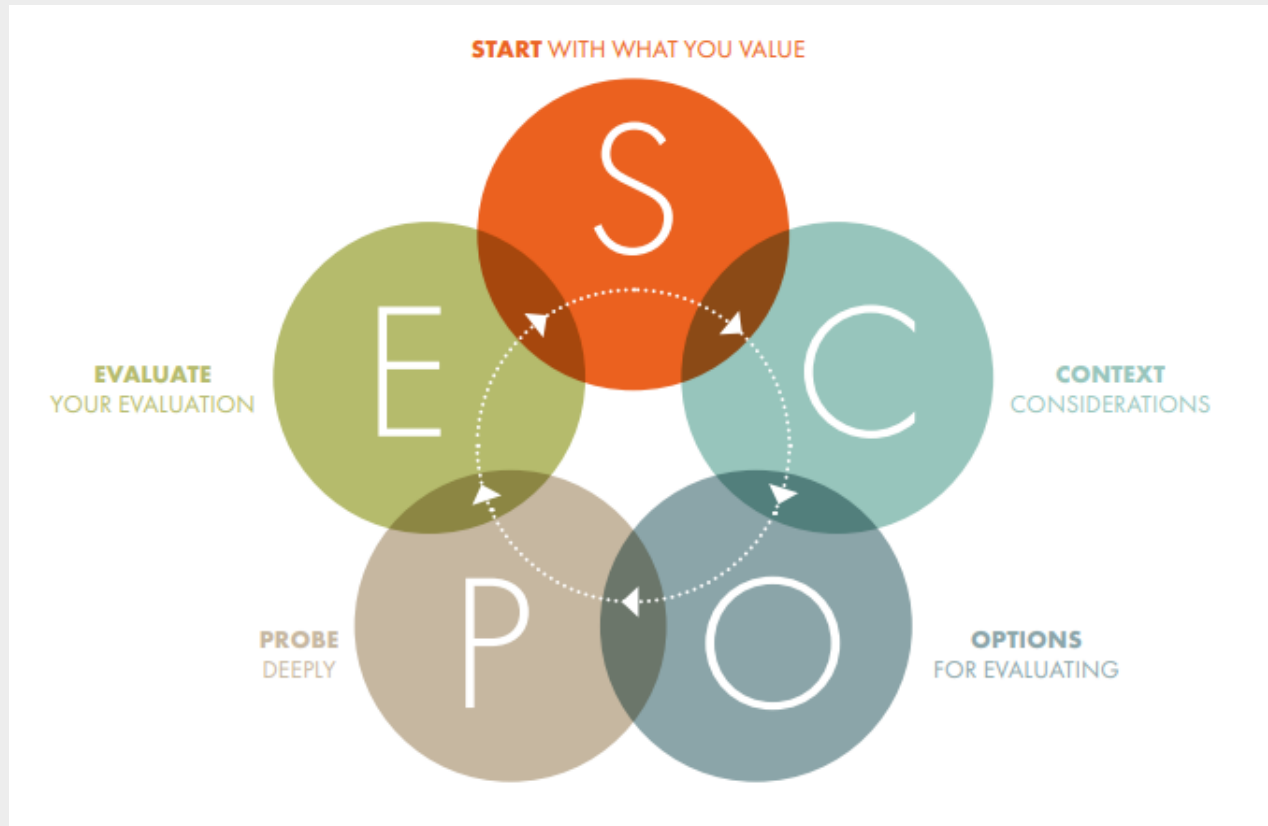 START WITH WHAT YOU VALUE
S
C
CONTEXT
CONSIDERATIONS
O
OPTIONS
FOR EVALUATING
P
PROBE
DEEPLY
E
EVALUATE
YOUR EVALUATION